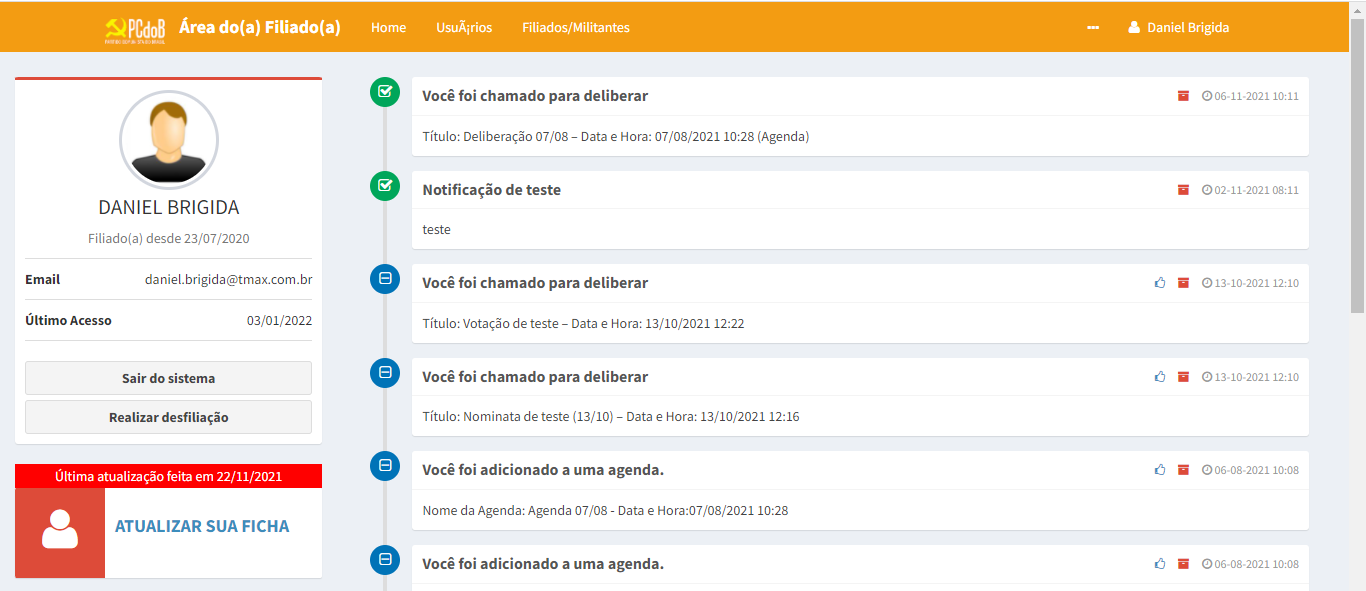 PCdoB
Área do(a) Filiado(a)
Home
UsuÃ¡rios
Filiados/Militantes
Daniel Brigida
DANIEL BRIGIDA
Filiado(a) desde 23/07/2020
Email daniel.brigida@tmax.com.br
Último Acesso 03/01/2022
Sair do sistema
Realizar desfiliação
Última atualização feita em 22/11/2021
ATUALIZAR SUA FICHA
Você foi chamado para deliberar 06-11-2021 10:11
Título: Deliberação 07/08 – Data e Hora: 07/08/2021 10:28 (Agenda)
Notificação de teste 02-11-2021 08:11
teste
Você foi chamado para deliberar 13-10-2021 12:10
Título: Votação de teste – Data e Hora: 13/10/2021 12:22
Você foi chamado para deliberar 13-10-2021 12:10
Título: Nominata de teste (13/10) – Data e Hora: 13/10/2021 12:16
Você foi adicionado a uma agenda. 06-08-2021 10:08
Nome da Agenda: Agenda 07/08 - Data e Hora:07/08/2021 10:28
Você foi adicionado a uma agenda. 06-08-2021 10:08